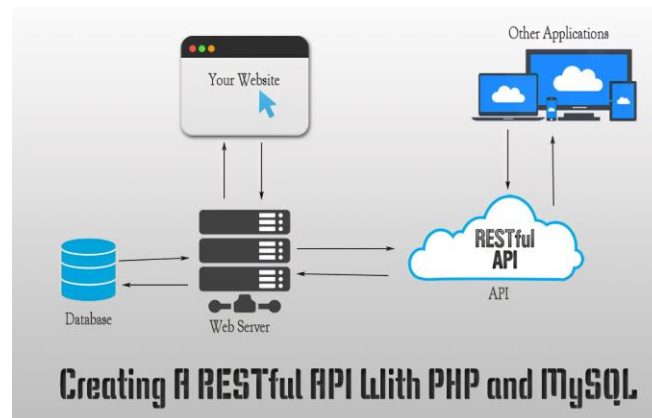 Other Applications
Your Website
RESTful
API
API
Database
Web Server
Creating A RESTful API With PHP and MySQL